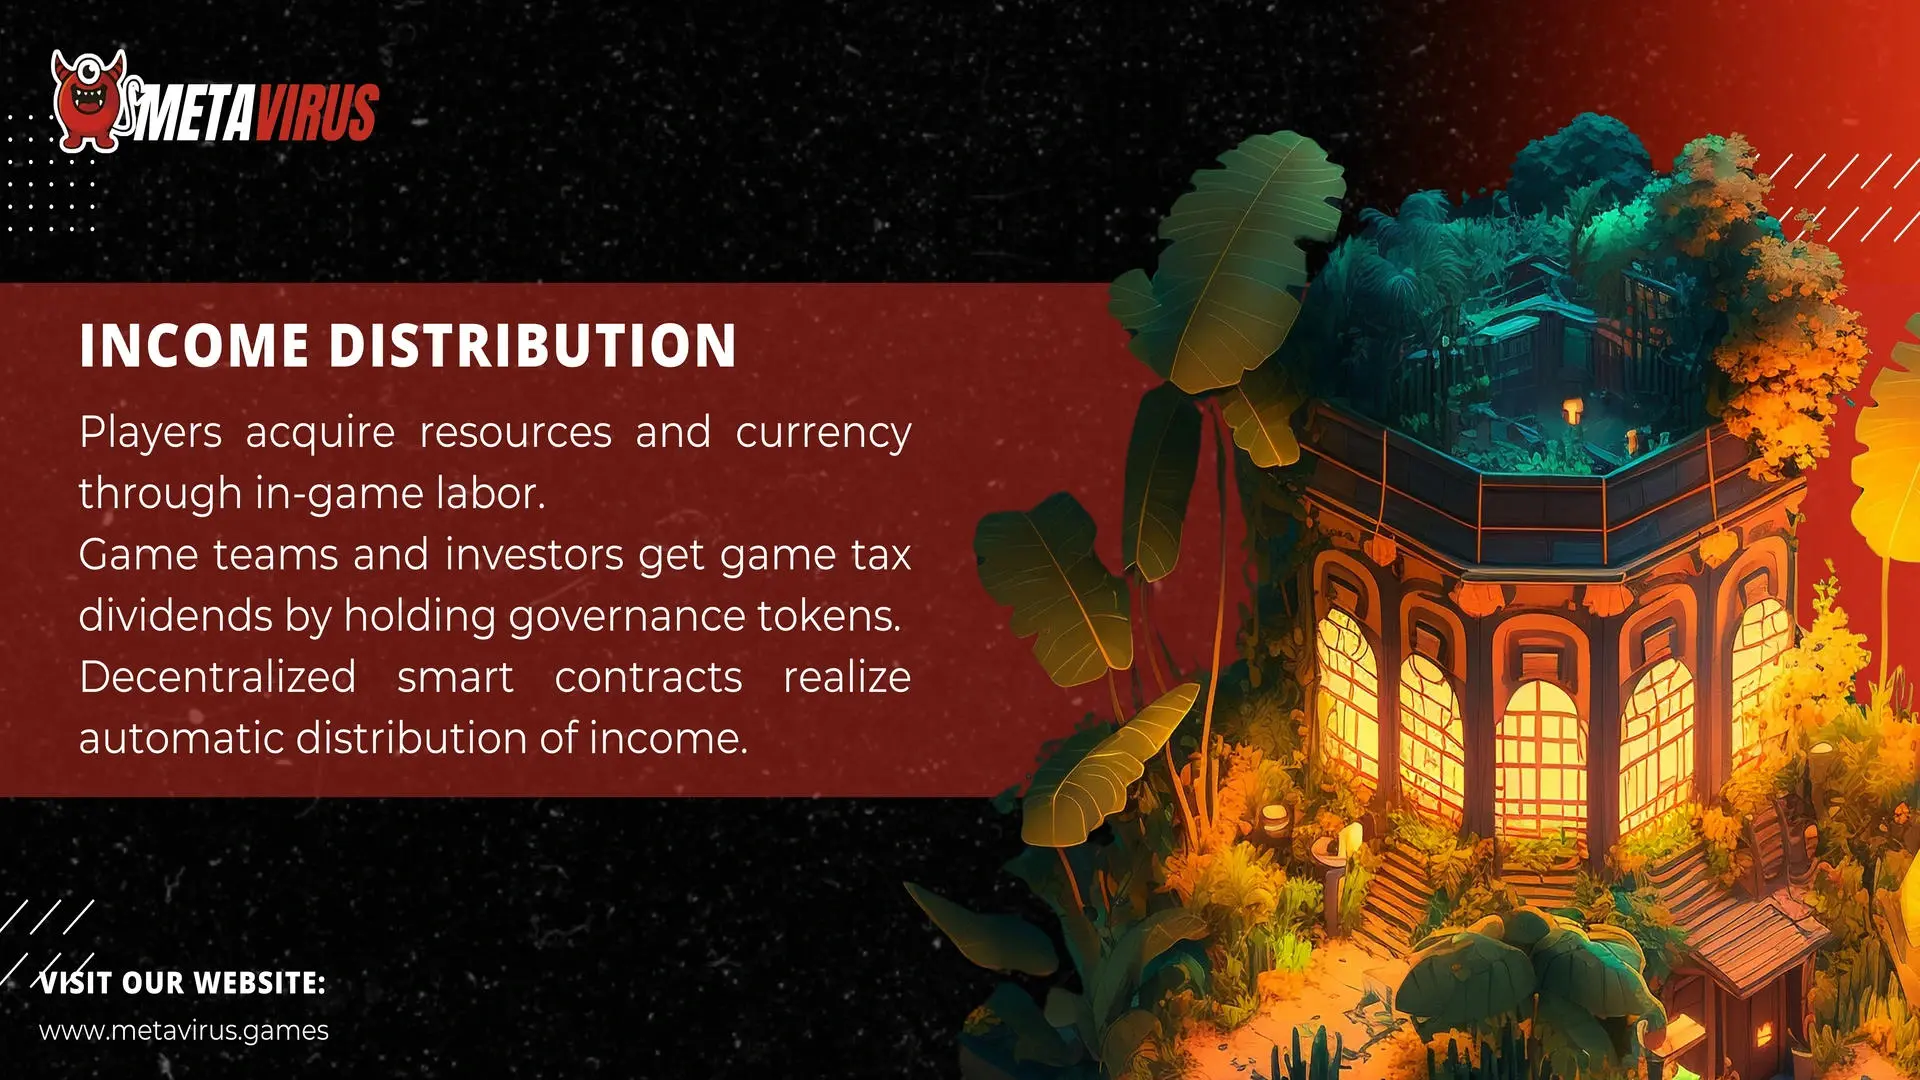 METAVIRUS
INCOME DISTRIBUTION
Players acquire resources and currency
through in-game labor.
Game teams and investors get game tax
dividends by holding governance tokens.
Decentralized smart contracts realize
automatic distribution of income.
VISIT OUR WEBSITE:
www.metavirus.games